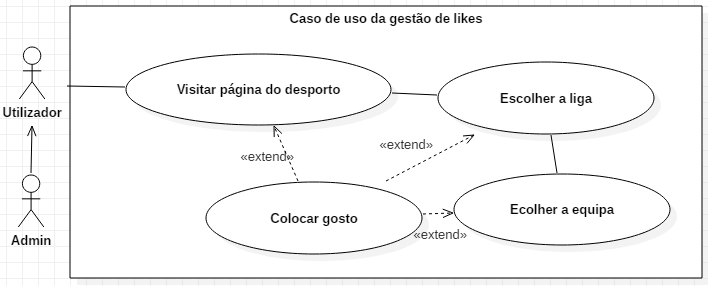 Caso de uso da gestão de likes
Visitar página do desporto
Escolher a liga
Utilizador
«extend»
«extend»
Colocar gosto
Ecolher a equipa
«extend»
Admin